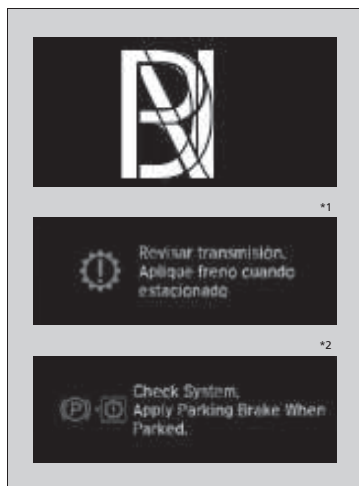 *1
Revisar transmisión.
Aplique freno cuando
estacionado
*2
Check System.
(P) Apply Parking Brake When
Parked.